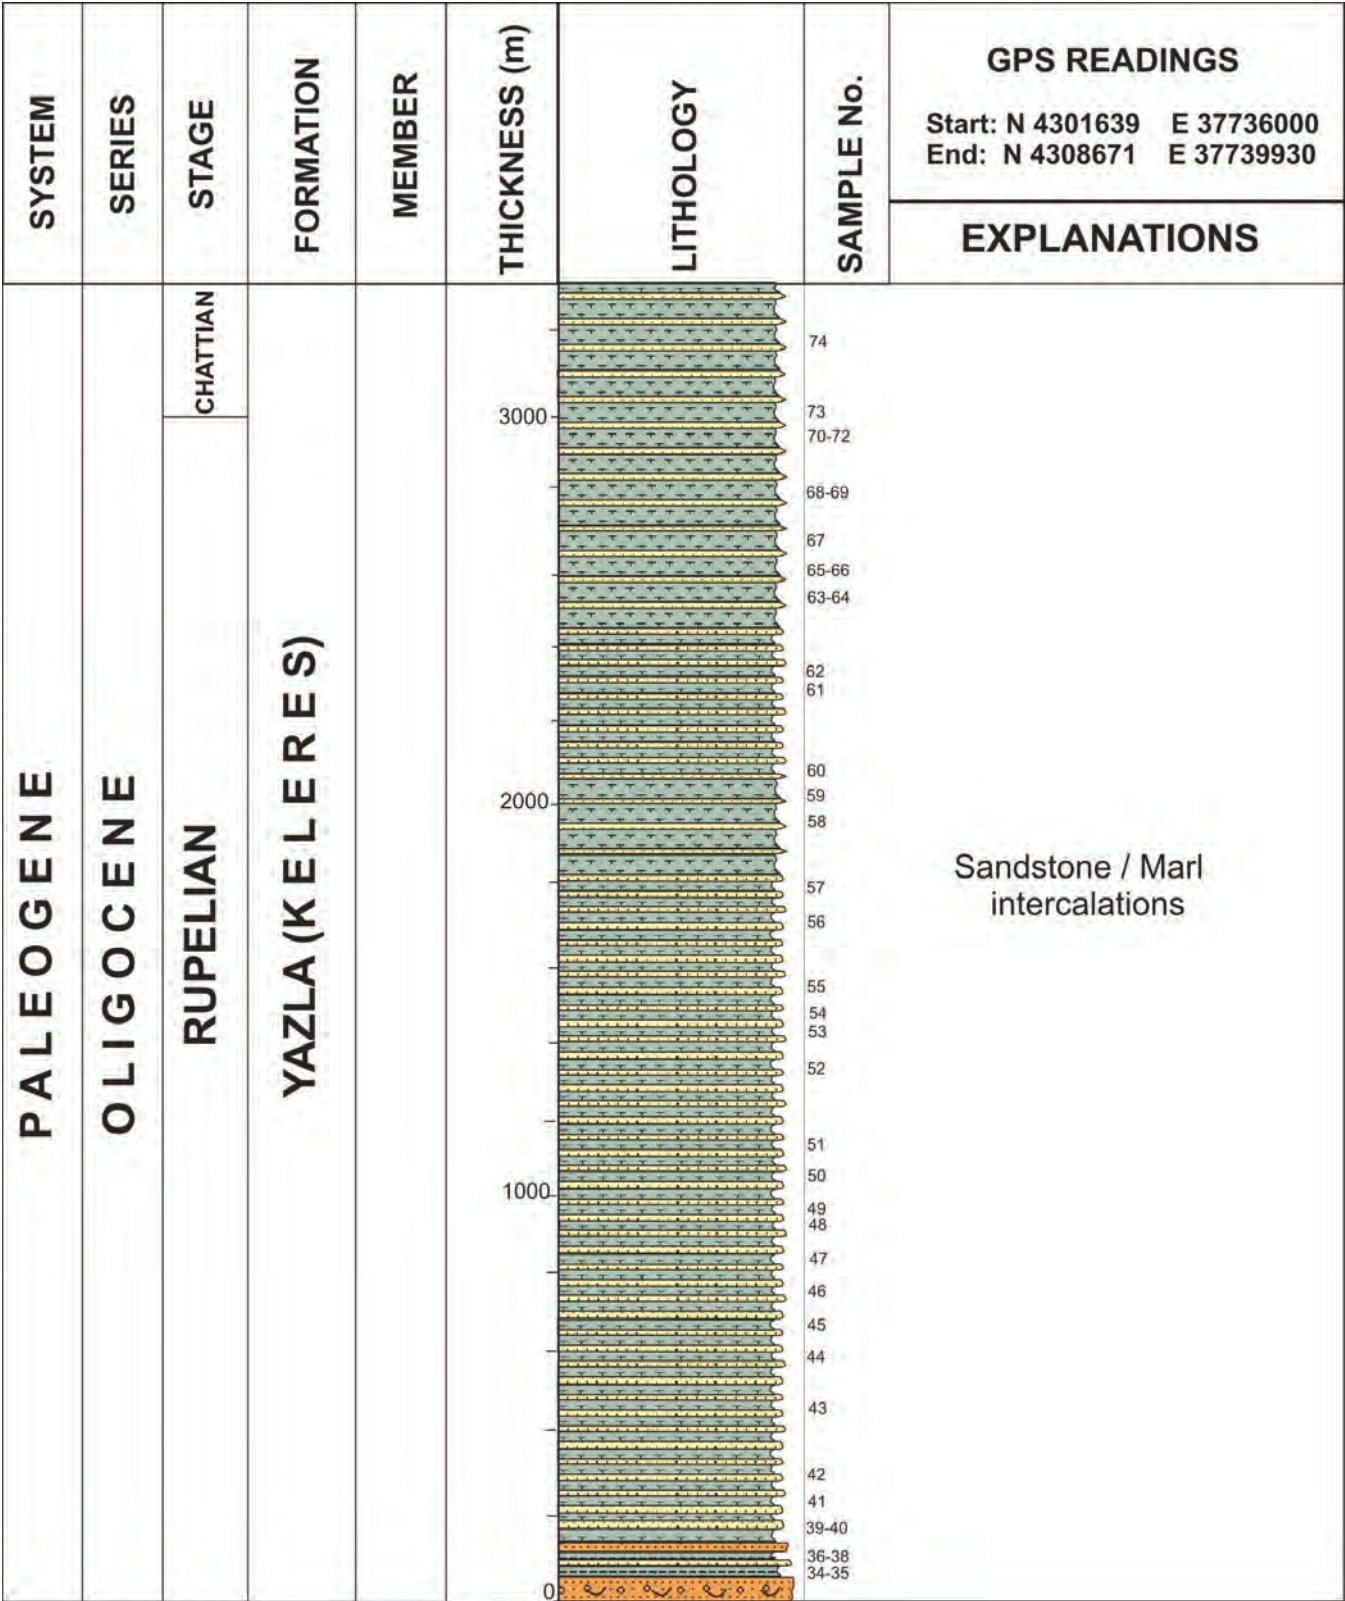 SYSTEM
SERIES
STAGE
FORMATION
MEMBER
THICKNESS (m)
LITHOLOGY
SAMPLE No.
GPS READINGS
Start: N 4301639 E 37736000
End: N 4308671 E 37739930
EXPLANATIONS
PALEOGENE
OLIGOCENE
CHATTIAN
RUPELIAN
YAZLA (KELERES)
3000
2000
1000
0
74
73
70-72
68-69
67
65-66
63-64
62
61
60
59
58
57
56
55
54
53
52
51
50
49
48
47
46
45
44
43
42
41
39-40
36-38
34-35
Sandstone / Marl
intercalations